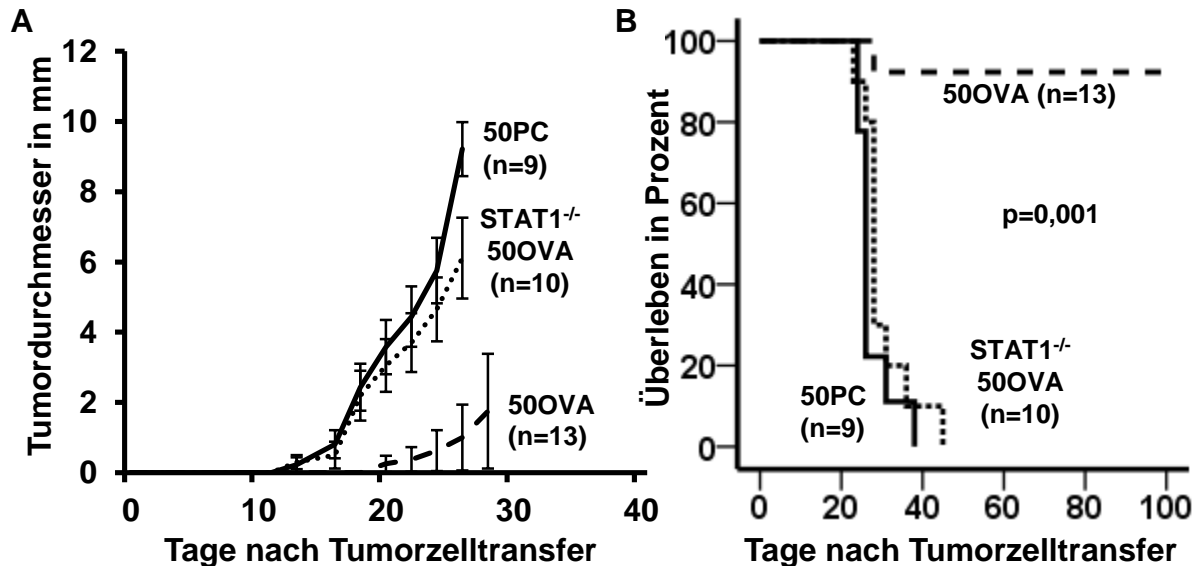 A
Tumordurchmesser in mm
12
10
8
6
4
2
0
0
10
20
30
40
Tage nach Tumorzelltransfer
50PC
(n=9)
STAT1-/-
50OVA
(n=10)
50OVA
(n=13)
B
Überleben in Prozent
100
80
60
40
20
0
0
20
40
60
80
100
Tage nach Tumorzelltransfer
50OVA (n=13)
p=0,001
STAT1-/-
50OVA
(n=10)
50PC
(n=9)